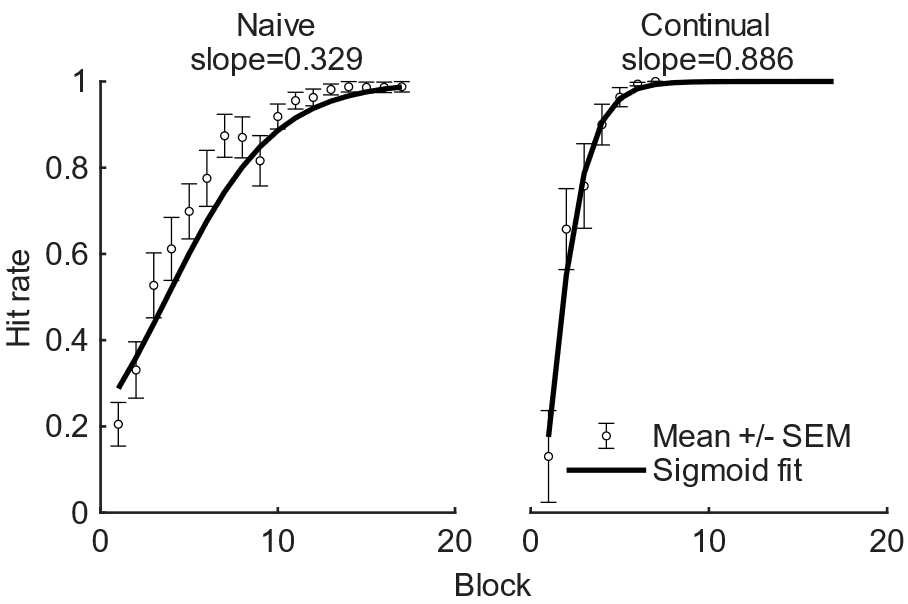 Naive
slope=0.329
Continual
slope=0.886
1
0.8
0.6
0.4
0.2
0
Hit rate
0
10
20
0
10
20
Block
Mean +/- SEM
Sigmoid fit